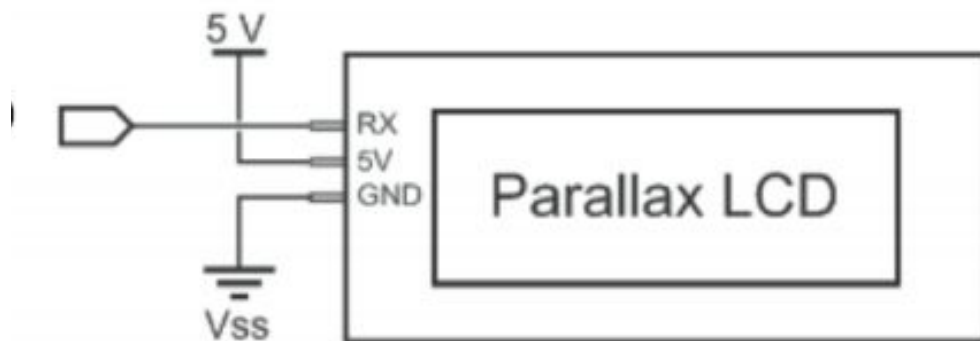 5 V
RX
5V
GND
Parallax LCD
Vss